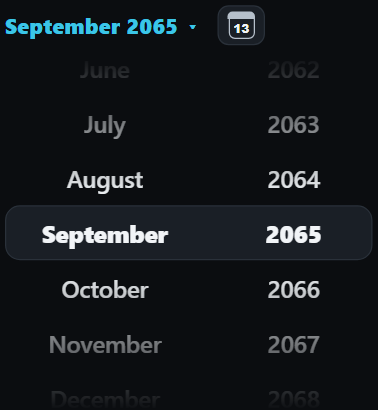 September 2065
13
June 2062
July 2063
August 2064
September 2065
October 2066
November 2067
December 2068